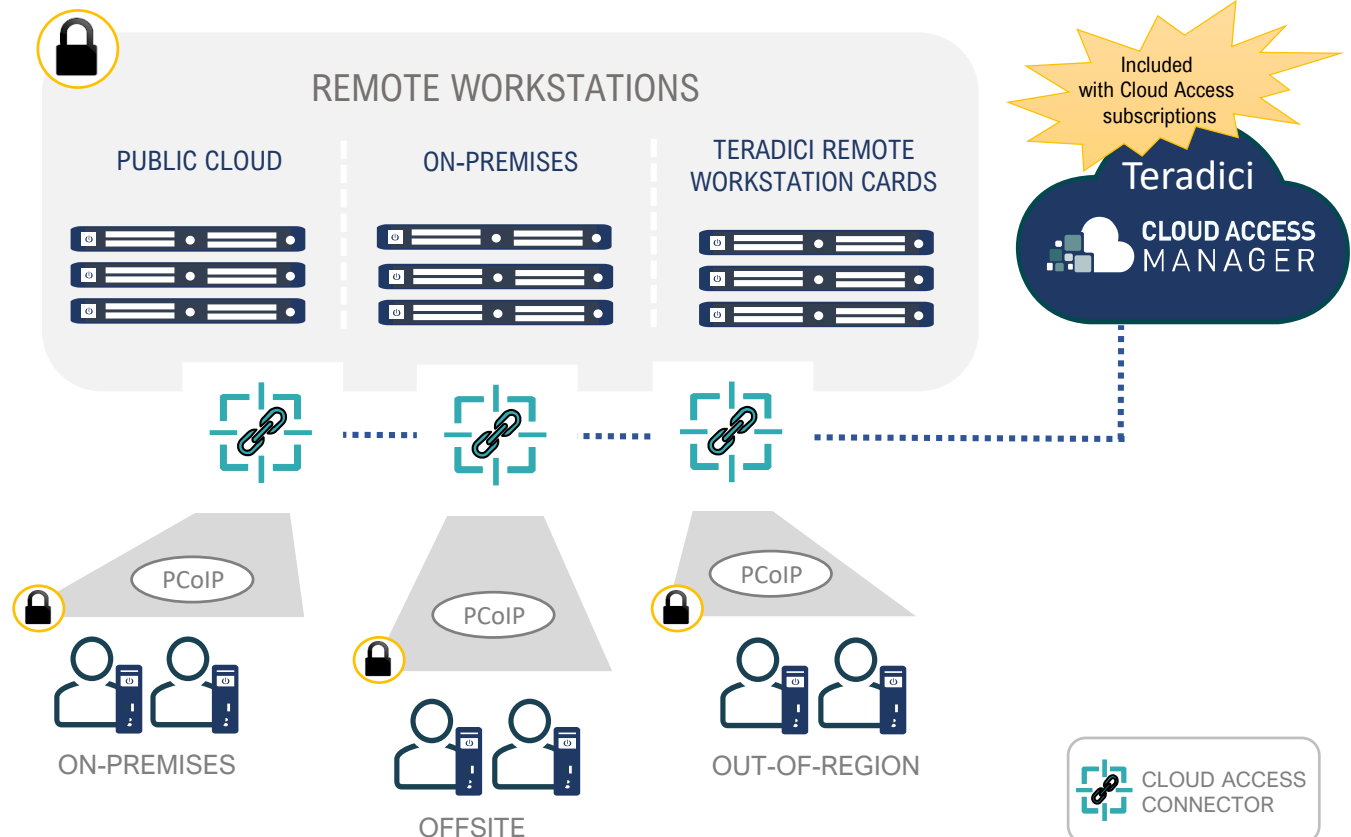 Included
with Cloud Access
subscriptions
REMOTE WORKSTATIONS
PUBLIC CLOUD
ON-PREMISES
TERADICI REMOTE
WORKSTATION CARDS
Teradici
CLOUD ACCESS
MANAGER
PCoIP
PCoIP
PCoIP
ON-PREMISES
OFFSITE
OUT-OF-REGION
CLOUD ACCESS
CONNECTOR